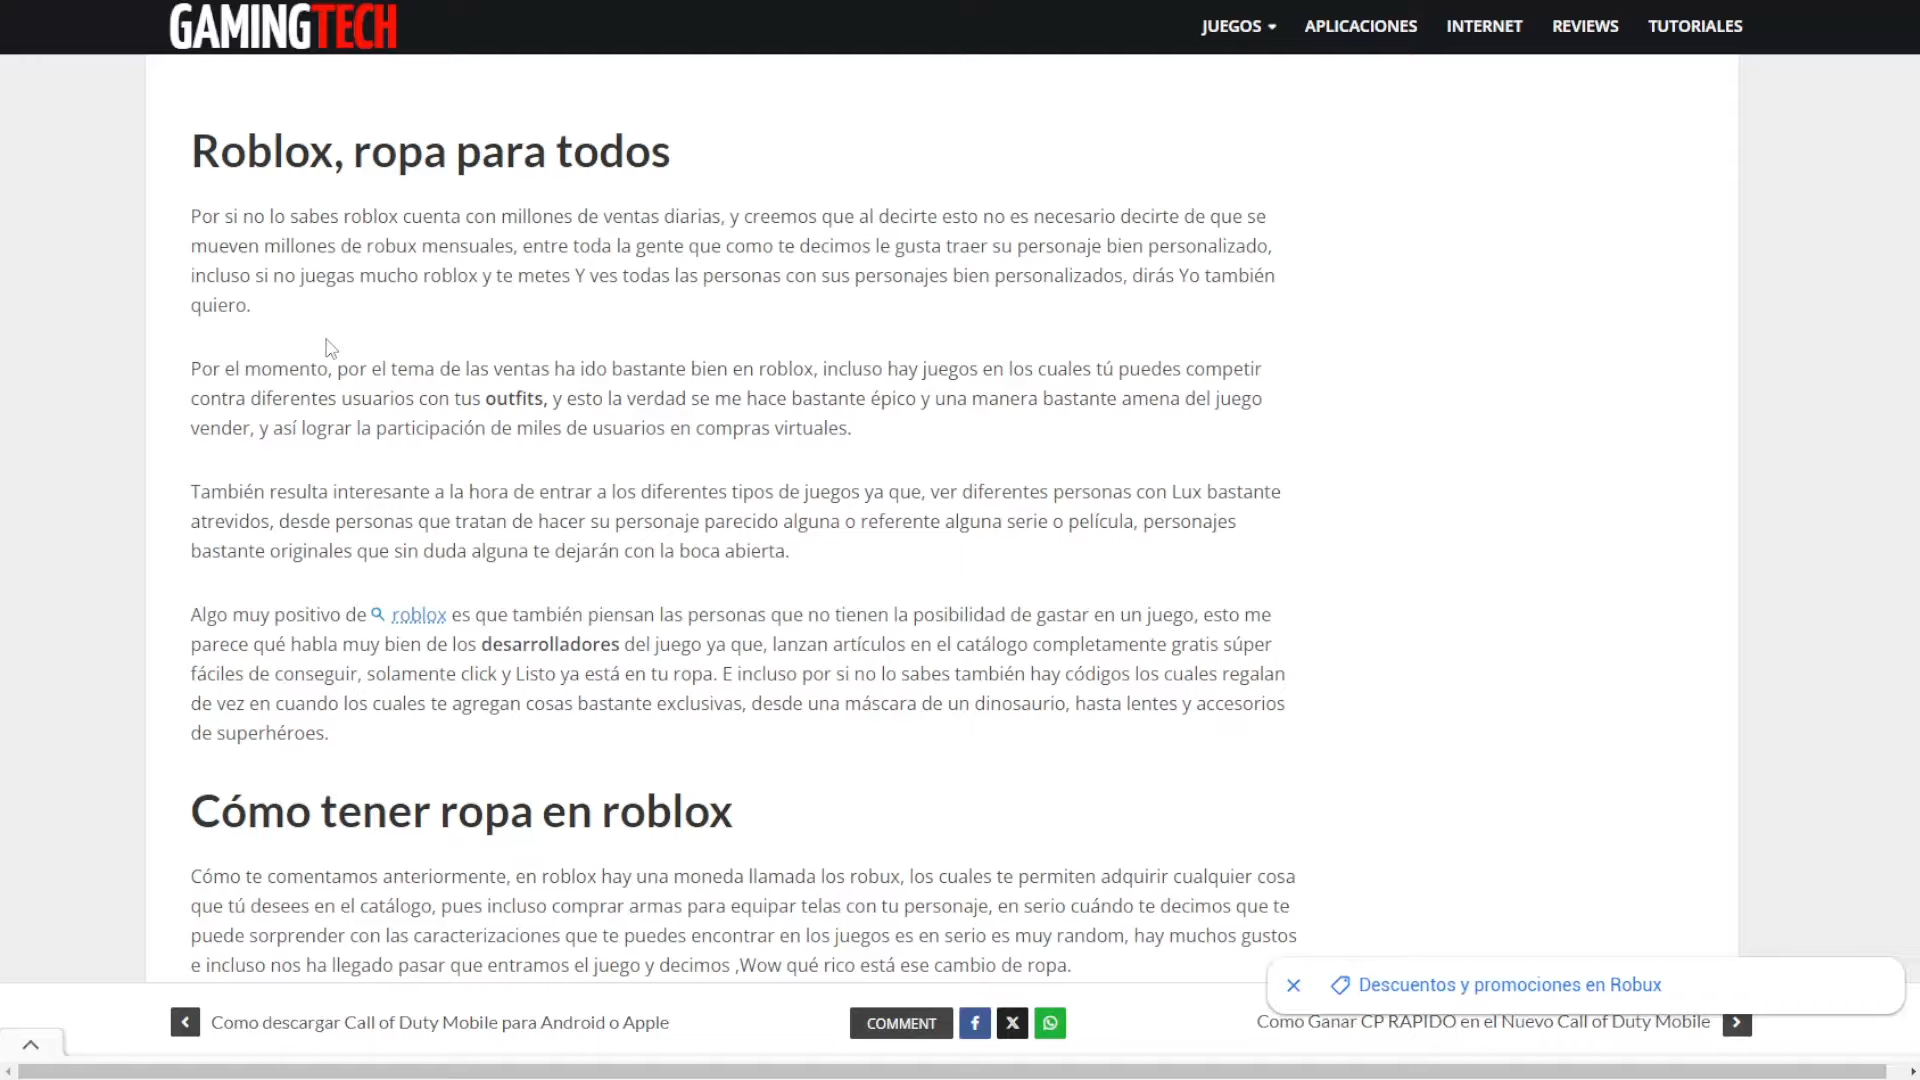 GAMINGTECH
JUEGOS
APLICACIONES
INTERNET
REVIEWS
TUTORIALES
Roblox, ropa para todos
Por si no lo sabes roblox cuenta con millones de ventas diarias, y creemos que al decirte esto no es necesario decirte de que se
mueven millones de robux mensuales, entre toda la gente que como te decimos le gusta traer su personaje bien personalizado,
incluso si no juegas mucho roblox y te metes Y ves todas las personas con sus personajes bien personalizados, dirás Yo también
quiero.
Por el momento, por el tema de las ventas ha ido bastante bien en roblox, incluso hay juegos en los cuales tú puedes competir
contra diferentes usuarios con tus outfits, y esto la verdad se me hace bastante épico y una manera bastante amena del juego
vender, y así lograr la participación de miles de usuarios en compras virtuales.
También resulta interesante a la hora de entrar a los diferentes tipos de juegos ya que, ver diferentes personas con Lux bastante
atrevidos, desde personas que tratan de hacer su personaje parecido alguna o referente alguna serie o película, personajes
bastante originales que sin duda alguna te dejarán con la boca abierta.
Algo muy positivo de roblox es que también piensan las personas que no tienen la posibilidad de gastar en un juego, esto me
parece qué habla muy bien de los desarrolladores del juego ya que, lanzan artículos en el catálogo completamente gratis súper
fáciles de conseguir, solamente click y Listo ya está en tu ropa. E incluso por si no lo sabes también hay códigos los cuales regalan
de vez en cuando los cuales te agregan cosas bastante exclusivas, desde una máscara de un dinosaurio, hasta lentes y accesorios
de superhéroes.
Cómo tener ropa en roblox
Cómo te comentamos anteriormente, en roblox hay una moneda llamada los robux, los cuales te permiten adquirir cualquier cosa
que tú desees en el catálogo, pues incluso comprar armas para equipar telas con tu personaje, en serio cuándo te decimos que te
puede sorprender con las caracterizaciones que te puedes encontrar en los juegos es en serio es muy random, hay muchos gustos
e incluso nos ha llegado pasar que entramos el juego y decimos ,Wow qué rico está ese cambio de ropa.
Descuentos y promociones en Robux
Como descargar Call of Duty Mobile para Android o Apple
COMMENT
Como Ganar CP RAPIDO en el Nuevo Call of Duty Mobile